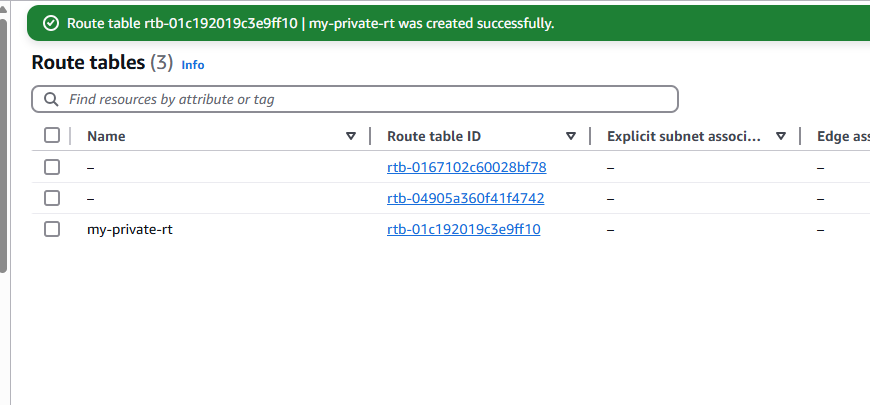 Route table rtb-01c192019c3e9ff10 | my-private-rt was created successfully.
Route tables (3) Info
Find resources by attribute or tag
Name Route table ID Explicit subnet associ... Edge ass
– rtb-0167102c60028bf78 – –
– rtb-04905a360f41f4742 – –
my-private-rt rtb-01c192019c3e9ff10 – –